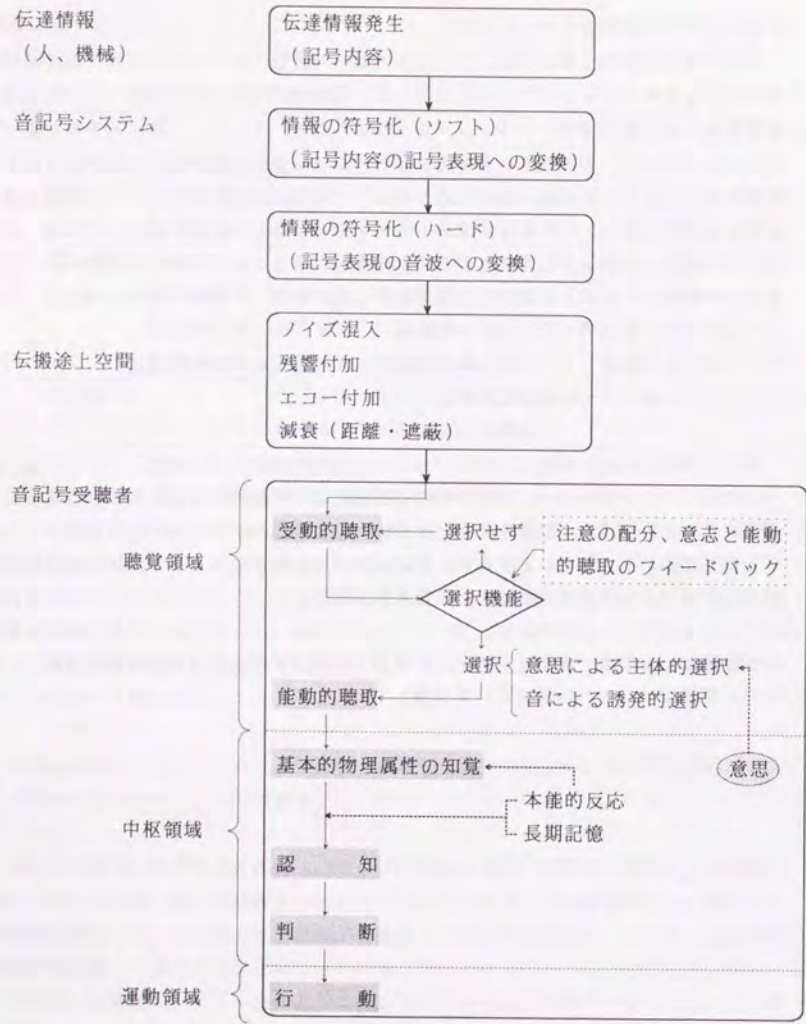 伝達情報
(人、機械)
伝達情報発生
(記号内容)
音記号システム
情報の符号化(ソフト)
(記号内容の記号表現への変換)
情報の符号化(ハード)
(記号表現の音波への変換)
伝搬途上空間
ノイズ混入
残響付加
エコー付加
減衰(距離・遮蔽)
音記号受聴者
聴覚領域
受動的聴取
選択せず
注意の配分、意志と能動
的聴取のフィードバック
選択機能
選択
意思による主体的選択
音による誘発的選択
能動的聴取
中枢領域
基本的物理属性の知覚
意思
本能的反応
長期記憶
認 知
判 断
運動領域
行 動